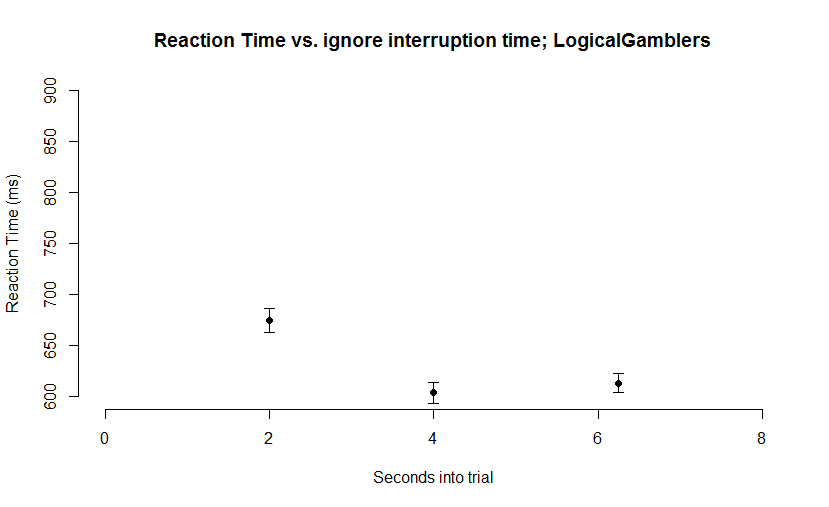 Reaction Time vs. ignore interruption time; LogicalGamblers
Reaction Time (ms)
900
850
800
750
700
650
600
0 2 4 6 8
Seconds into trial